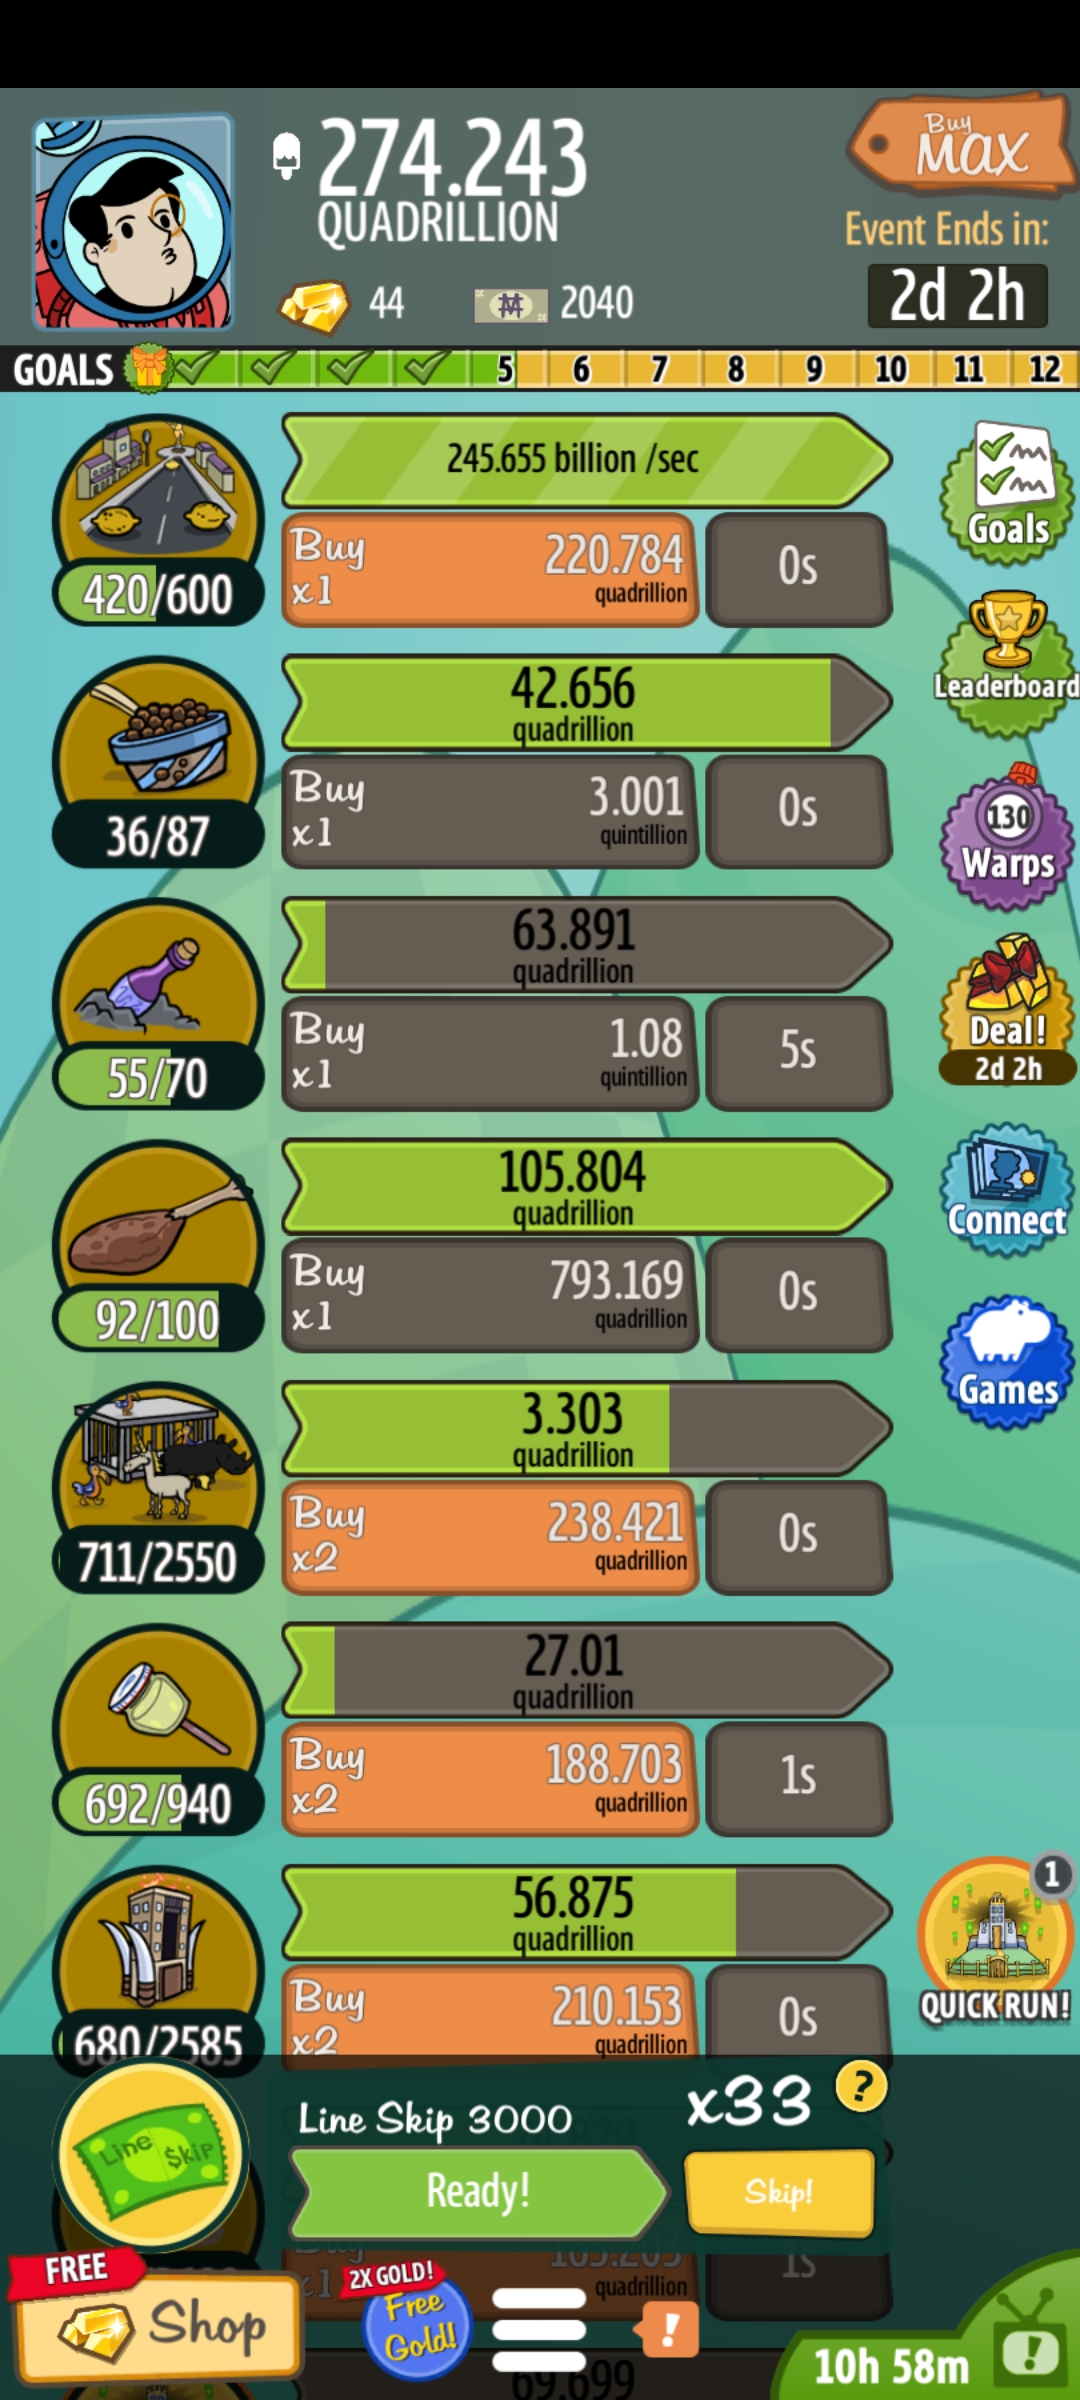 274.243
QUADRILLION
Buy
MAX
Event Ends in:
2d 2h
44
2040
GOALS
5 6 7 8 9 10 11 12
245.655 billion /sec
Buy
x1
220.784
quadrillion
0s
420/600
Goals
Leaderboard
42.656
quadrillion
Buy
x1
3.001
quintillion
0s
36/87
130
Warps
63.891
quadrillion
Buy
x1
1.08
quintillion
5s
55/70
Deal!
2d 2h
105.804
quadrillion
Buy
x1
793.169
quadrillion
0s
92/100
Connect
Games
3.303
quadrillion
Buy
x2
238.421
quadrillion
0s
711/2550
27.01
quadrillion
Buy
x2
188.703
quadrillion
1s
692/940
56.875
quadrillion
Buy
x2
210.153
quadrillion
0s
680/2585
1
QUICK RUN!
Line Skip
Line Skip 3000
x33
?
Ready!
Skip!
x1
quadrillion
1s
FREE
Shop
2X GOLD!
Free
Gold!
!
69.699
10h 58m
!